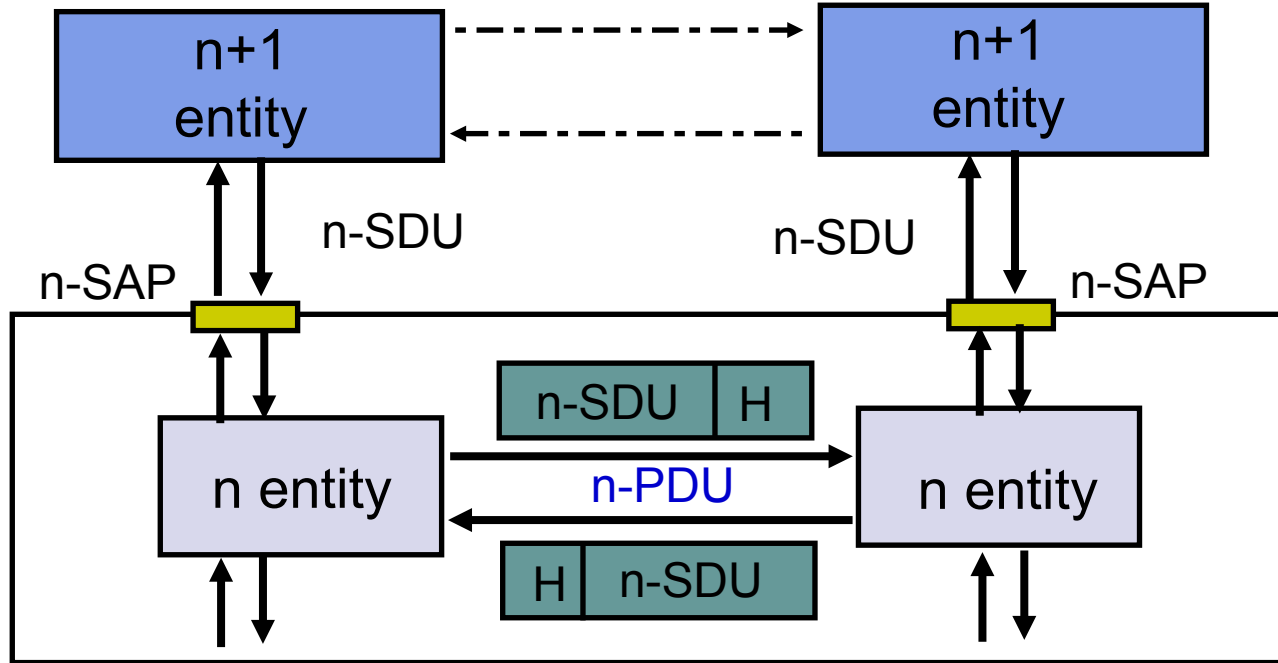 n+1
entity
n+1
entity
n-SDU
n-SDU
n-SAP
n-SAP
n-SDU H
n entity
n-PDU
n entity
H n-SDU